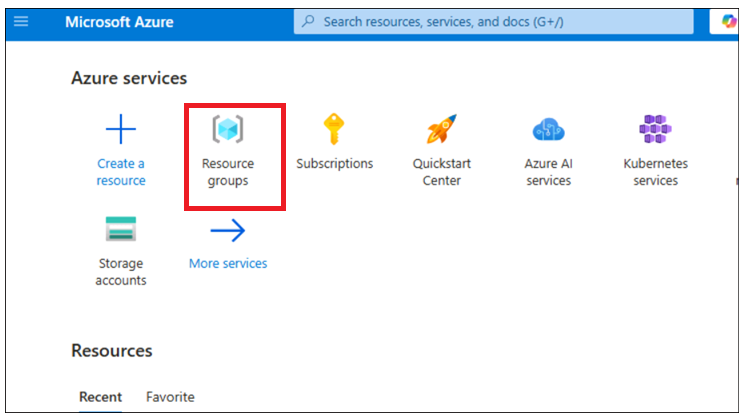 Microsoft Azure
Search resources, services, and docs (G+/)
Azure services
Create a
resource
Resource
groups
Subscriptions
Quickstart
Center
Azure AI
services
Kubernetes
services
Storage
accounts
More services
Resources
Recent
Favorite